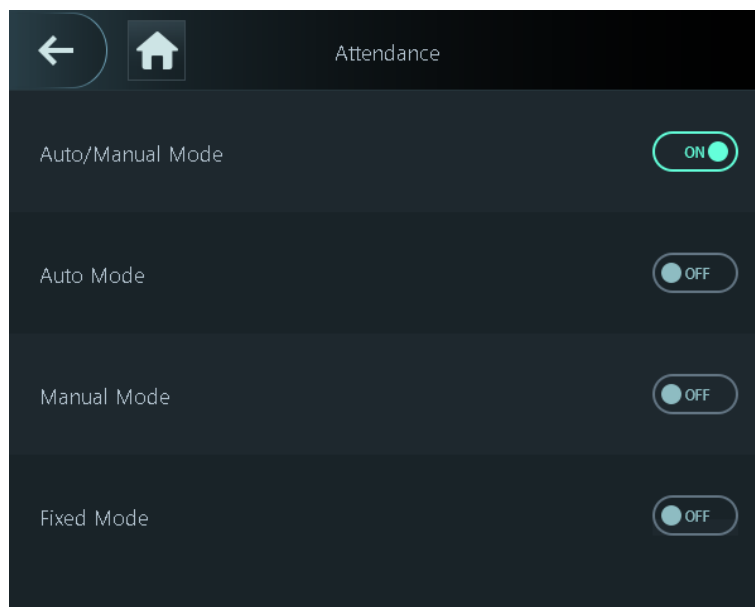 Attendance
Auto/Manual Mode ON
Auto Mode OFF
Manual Mode OFF
Fixed Mode OFF